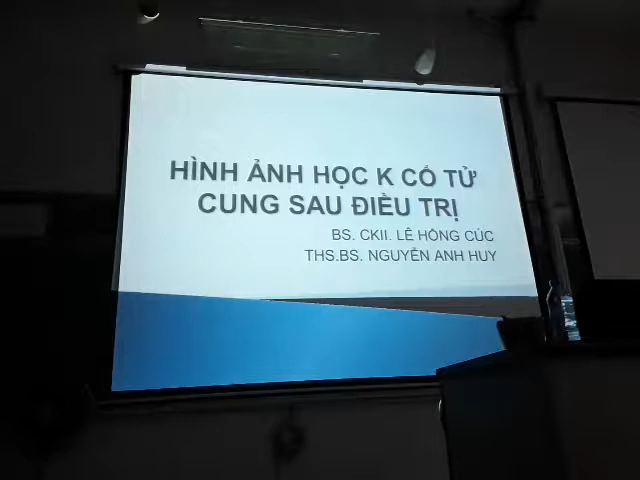 HÌNH ẢNH HỌC K CỔ TỬ
CUNG SAU ĐIỀU TRỊ
BS. CKII. LÊ HỒNG CÚC
THS.BS. NGUYỄN ANH HUY